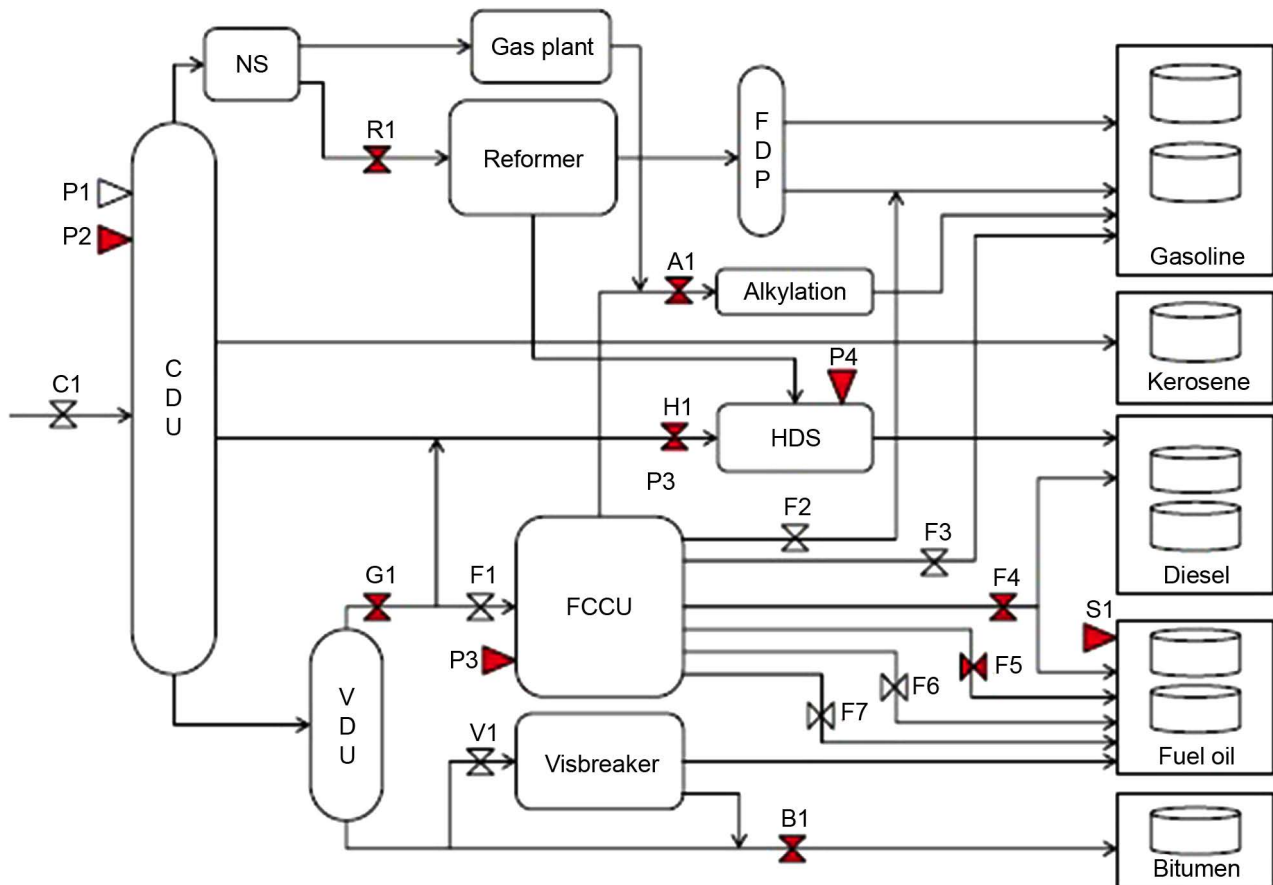 NS
Gas plant
R1
Reformer
F
D
P
P1
P2
Gasoline
A1
Alkylation
C
D
U
C1
P4
Kerosene
H1
HDS
P3
F2
F3
G1
F1
FCCU
F4
Diesel
S1
P3
F5
F6
F7
V
D
U
V1
Visbreaker
Fuel oil
B1
Bitumen